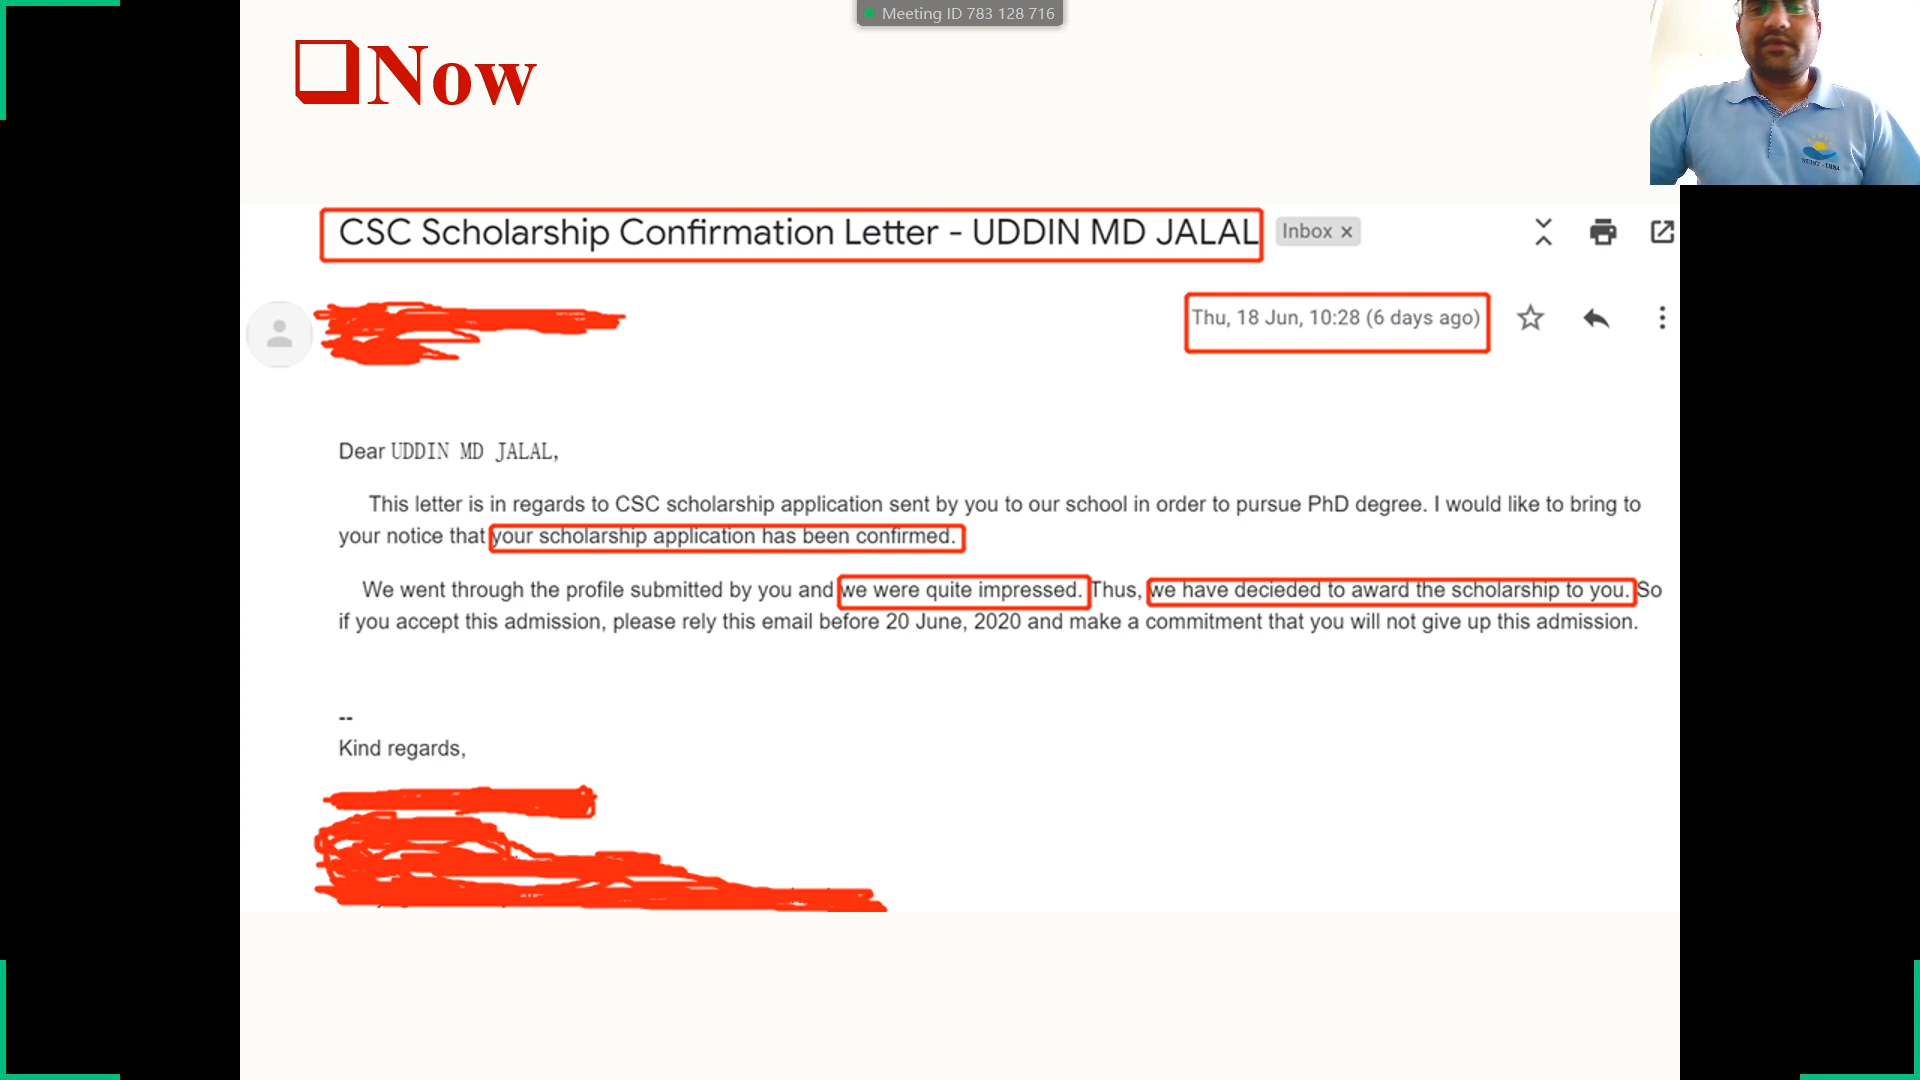 Meeting ID 783 128 716
Now
CSC Scholarship Confirmation Letter - UDDIN MD JALAL
Inbox ×
Thu, 18 Jun, 10:28 (6 days ago)
Dear UDDIN MD JALAL,
This letter is in regards to CSC scholarship application sent by you to our school in order to pursue PhD degree. I would like to bring to
your notice that your scholarship application has been confirmed.
We went through the profile submitted by you and we were quite impressed. Thus, we have decieded to award the scholarship to you. So
if you accept this admission, please rely this email before 20 June, 2020 and make a commitment that you will not give up this admission.
--
Kind regards,